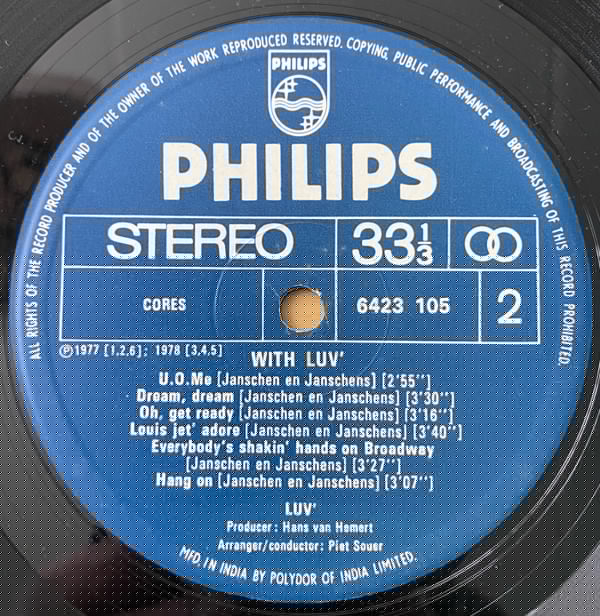 ALL RIGHTS OF THE RECORD PRODUCER AND OF THE OWNER OF THE WORK REPRODUCED RESERVED. COPYING, PUBLIC PERFORMANCE AND BROADCASTING OF THIS RECORD PROHIBITED.
PHILIPS
PHILIPS
STEREO 33⅓
CORES 6423 105 2
Ⓟ1977 [1,2,6]; 1978 [3,4,5]
WITH LUV'
U.O.Me [Janschen en Janschens] [2'55'']
Dream, dream [Janschen en Janschens] [3'30'']
Oh, get ready [Janschen en Janschens] [3'16'']
Louis jet' adore [Janschen en Janschens] [3'40'']
Everybody's shakin' hands on Broadway
[Janschen en Janschans] [3'27'']
Hang on [Janschen en Janschens] [3'07'']
LUV'
Producer: Hans van Hemert
Arranger/conductor: Piet Souer
MFD. IN INDIA BY POLYDOR OF INDIA LIMITED.